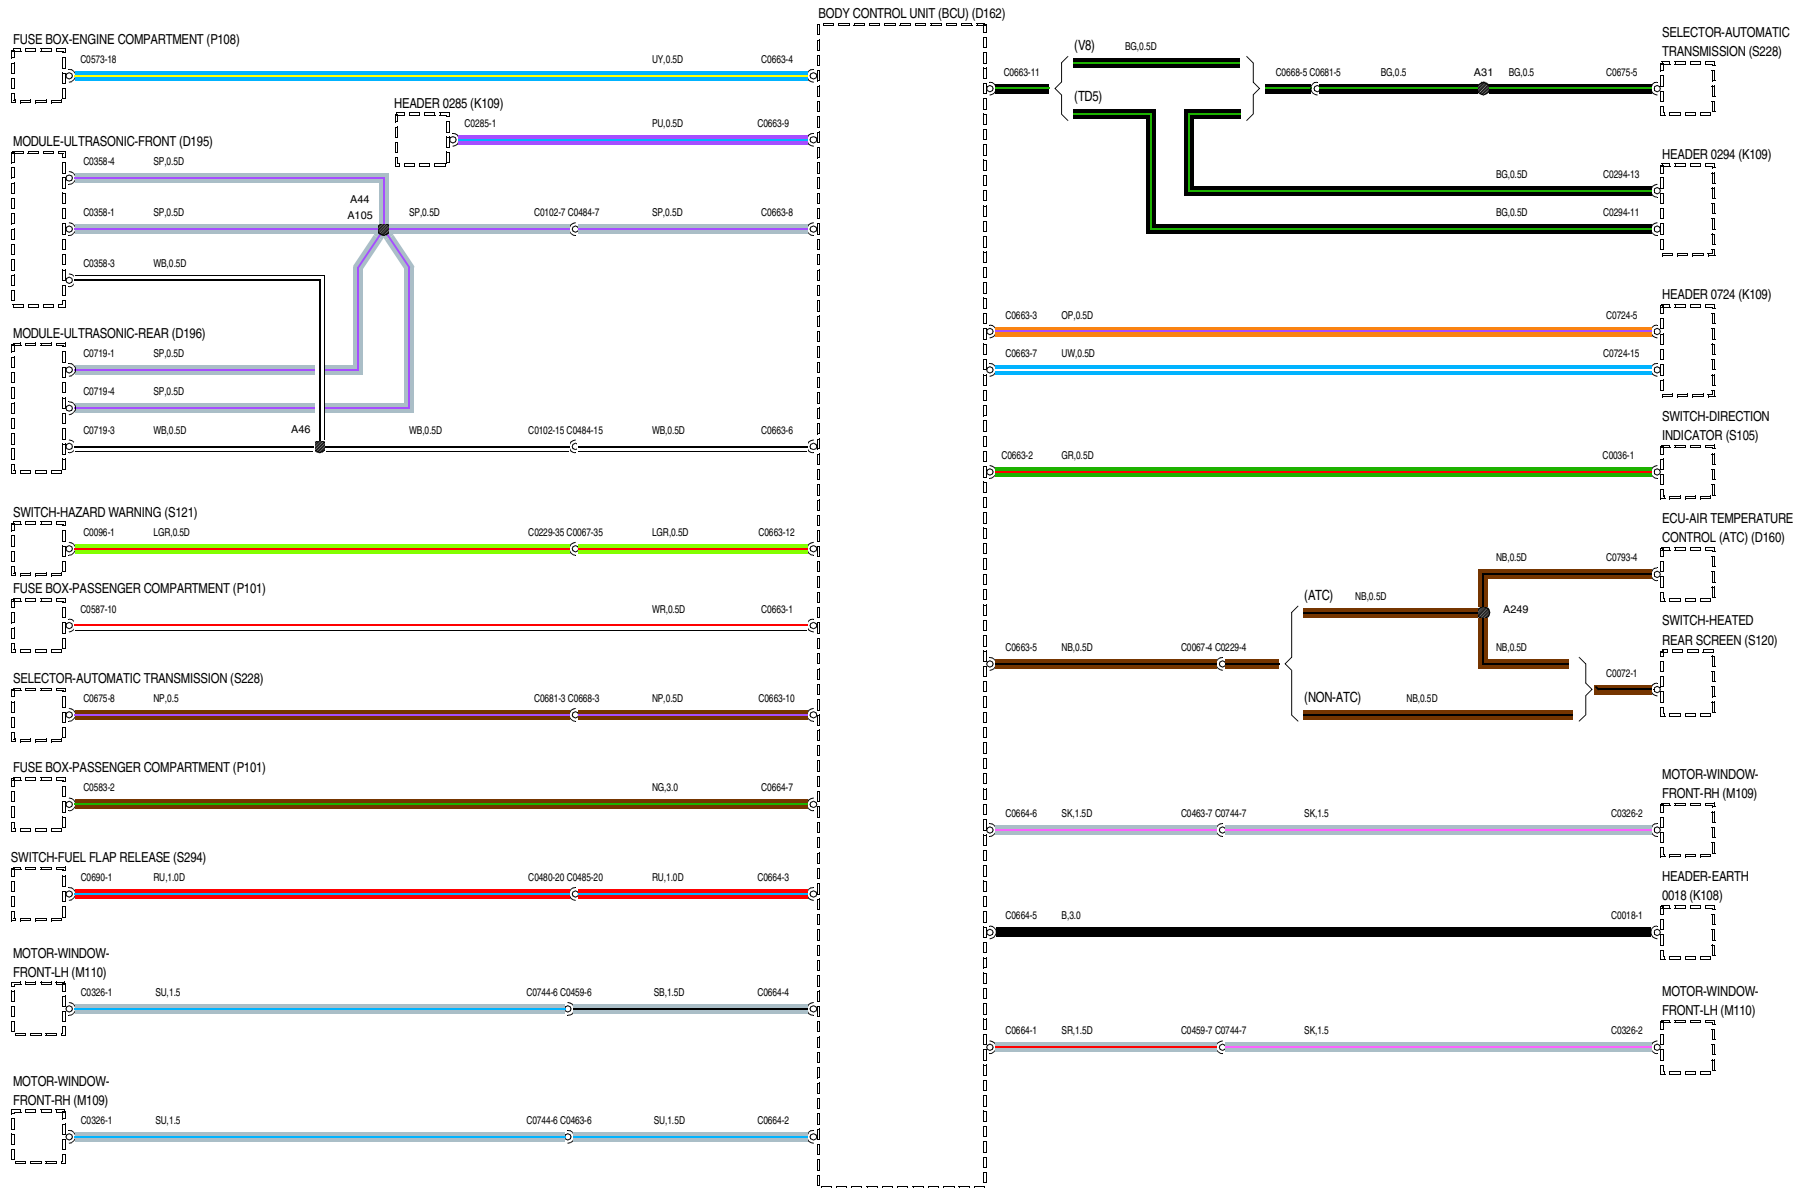 BODY CONTROL UNIT (BCU) (D162)
FUSE BOX-ENGINE COMPARTMENT (P108)
C0573-18 UY,0.5D C0663-4
HEADER 0285 (K109)
C0285-1 PU,0.5D C0663-9
MODULE-ULTRASONIC-FRONT (D195)
C0358-4 SP,0.5D
A44
A105
C0358-1 SP,0.5D SP,0.5D C0102-7 C0484-7 SP,0.5D C0663-8
C0358-3 WB,0.5D
MODULE-ULTRASONIC-REAR (D196)
C0719-1 SP,0.5D
C0719-4 SP,0.5D
C0719-3 WB,0.5D A46 WB,0.5D C0102-15 C0484-15 WB,0.5D C0663-6
SWITCH-HAZARD WARNING (S121)
C0096-1 LGR,0.5D C0229-35 C0067-35 LGR,0.5D C0663-12
FUSE BOX-PASSENGER COMPARTMENT (P101)
C0587-10 WR,0.5D C0663-1
SELECTOR-AUTOMATIC TRANSMISSION (S228)
C0675-8 NP,0.5 C0681-3 C0668-3 NP,0.5D C0663-10
FUSE BOX-PASSENGER COMPARTMENT (P101)
C0583-2 NG,3.0 C0664-7
SWITCH-FUEL FLAP RELEASE (S294)
C0690-1 RU,1.0D C0480-20 C0485-20 RU,1.0D C0664-3
MOTOR-WINDOW-
FRONT-LH (M110)
C0326-1 SU,1.5 C0744-6 C0459-6 SB,1.5D C0664-4
MOTOR-WINDOW-
FRONT-RH (M109)
C0326-1 SU,1.5 C0744-6 C0463-6 SU,1.5D C0664-2
SELECTOR-AUTOMATIC
TRANSMISSION (S228)
(V8) BG,0.5D
C0663-11 C0668-5 C0681-5 BG,0.5 A31 BG,0.5 C0675-5
(TD5)
HEADER 0294 (K109)
BG,0.5D C0294-13
BG,0.5D C0294-11
HEADER 0724 (K109)
C0663-3 OP,0.5D C0724-5
C0663-7 UW,0.5D C0724-15
SWITCH-DIRECTION
INDICATOR (S105)
C0663-2 GR,0.5D C0036-1
ECU-AIR TEMPERATURE
CONTROL (ATC) (D160)
NB,0.5D C0793-4
(ATC) NB,0.5D
A249
SWITCH-HEATED
REAR SCREEN (S120)
C0663-5 NB,0.5D C0067-4 C0229-4 NB,0.5D
C0072-1
(NON-ATC) NB,0.5D
MOTOR-WINDOW-
FRONT-RH (M109)
C0664-6 SK,1.5D C0463-7 C0744-7 SK,1.5 C0326-2
HEADER-EARTH
0018 (K108)
C0664-5 B,3.0 C0018-1
MOTOR-WINDOW-
FRONT-LH (M110)
C0664-1 SR,1.5D C0459-7 C0744-7 SK,1.5 C0326-2